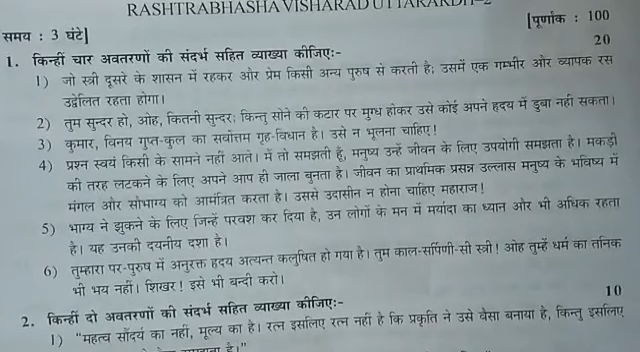 RASHTRABHASHA VISHARAD UTTARARDH–2
समय : 3 घंटे] [पूर्णांक : 100
1. किन्हीं चार अवतरणों की संदर्भ सहित व्याख्या कीजिए:- 20
1) जो स्त्री दूसरे के शासन में रहकर और प्रेम किसी अन्य पुरुष से करती है; उसमें एक गम्भीर और व्यापक रस
उद्वेलित रहता होगा।
2) तुम सुन्दर हो, ओह, कितनी सुन्दर; किन्तु सोने की कटार पर मुग्ध होकर उसे कोई अपने हृदय में डुबा नहीं सकता।
3) कुमार, विनय गुप्त-कुल का सर्वोत्तम गृह-विधान है। उसे न भूलना चाहिए!
4) प्रश्न स्वयं किसी के सामने नहीं आते। मैं तो समझती हूँ, मनुष्य उन्हें जीवन के लिए उपयोगी समझता है। मकड़ी
की तरह लटकने के लिए अपने आप ही जाला बुनता है। जीवन का प्राथमिक प्रसन्न उल्लास मनुष्य के भविष्य में
मंगल और सौभाग्य को आमंत्रित करता है। उससे उदासीन न होना चाहिए महाराज!
5) भाग्य ने झुकने के लिए जिन्हें परवश कर दिया है, उन लोगों के मन में मर्यादा का ध्यान और भी अधिक रहता
है। यह उनकी दयनीय दशा है।
6) तुम्हारा पर-पुरुष में अनुरक्त हृदय अत्यन्त कलुषित हो गया है। तुम काल-सर्पिणी-सी स्त्री! ओह तुम्हें धर्म का तनिक
भी भय नहीं। शिखर! इसे भी बन्दी करो।
2. किन्हीं दो अवतरणों की संदर्भ सहित व्याख्या कीजिए:- 10
1) "महत्व सौंदर्य का नहीं, मूल्य का है। रत्न इसलिए रत्न नहीं है कि प्रकृति ने उसे वैसा बनाया है, किन्तु इसलिए
है।"